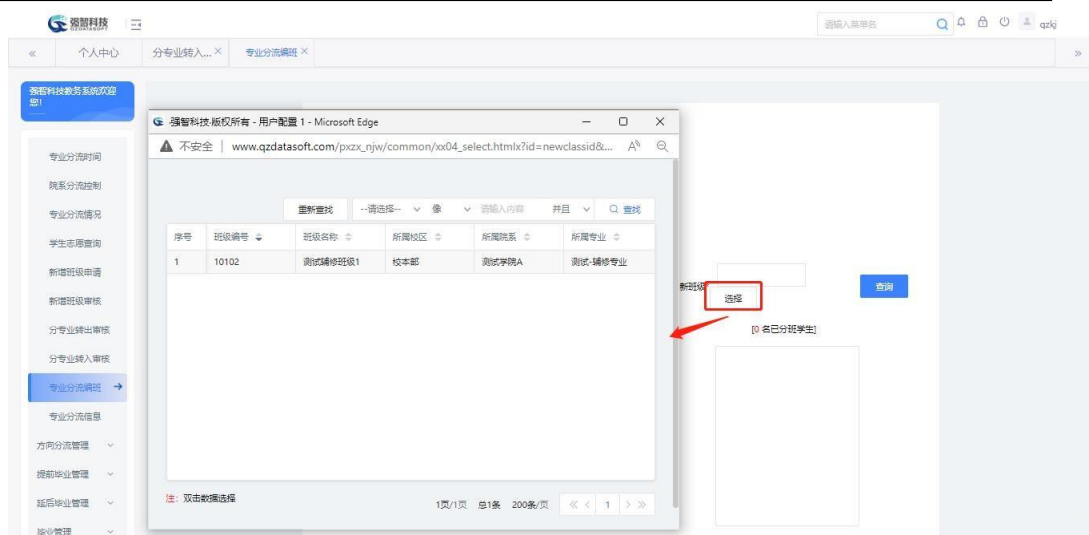 强智科技
QZDATASOFT
请输入菜单名
qzkj
个人中心
分专业转入...×
专业分流编班 ×
强智科技教务系统欢迎
您!
专业分流时间
院系分流控制
专业分流情况
学生志愿查询
新增班级申请
新增班级审核
分专业转出审核
分专业转入审核
专业分流编班
专业分流信息
方向分流管理
提前毕业管理
延后毕业管理
毕业管理
强智科技·版权所有 - 用户配置 1 - Microsoft Edge
不安全 | www.qzdatasoft.com/pxzx_njw/common/xx04_select.htmlx?id=newclassid&...
重新查找 --请选择-- 像 请输入内容 并且 查找
序号 班级编号 班级名称 所属校区 所属院系 所属专业
1 10102 测试辅修班级1 校本部 测试学院A 测试-辅修专业
注：双击数据选择
1页/1页 总1条 200条/页 1
新班级
选择
查询
[0 名已分班学生]